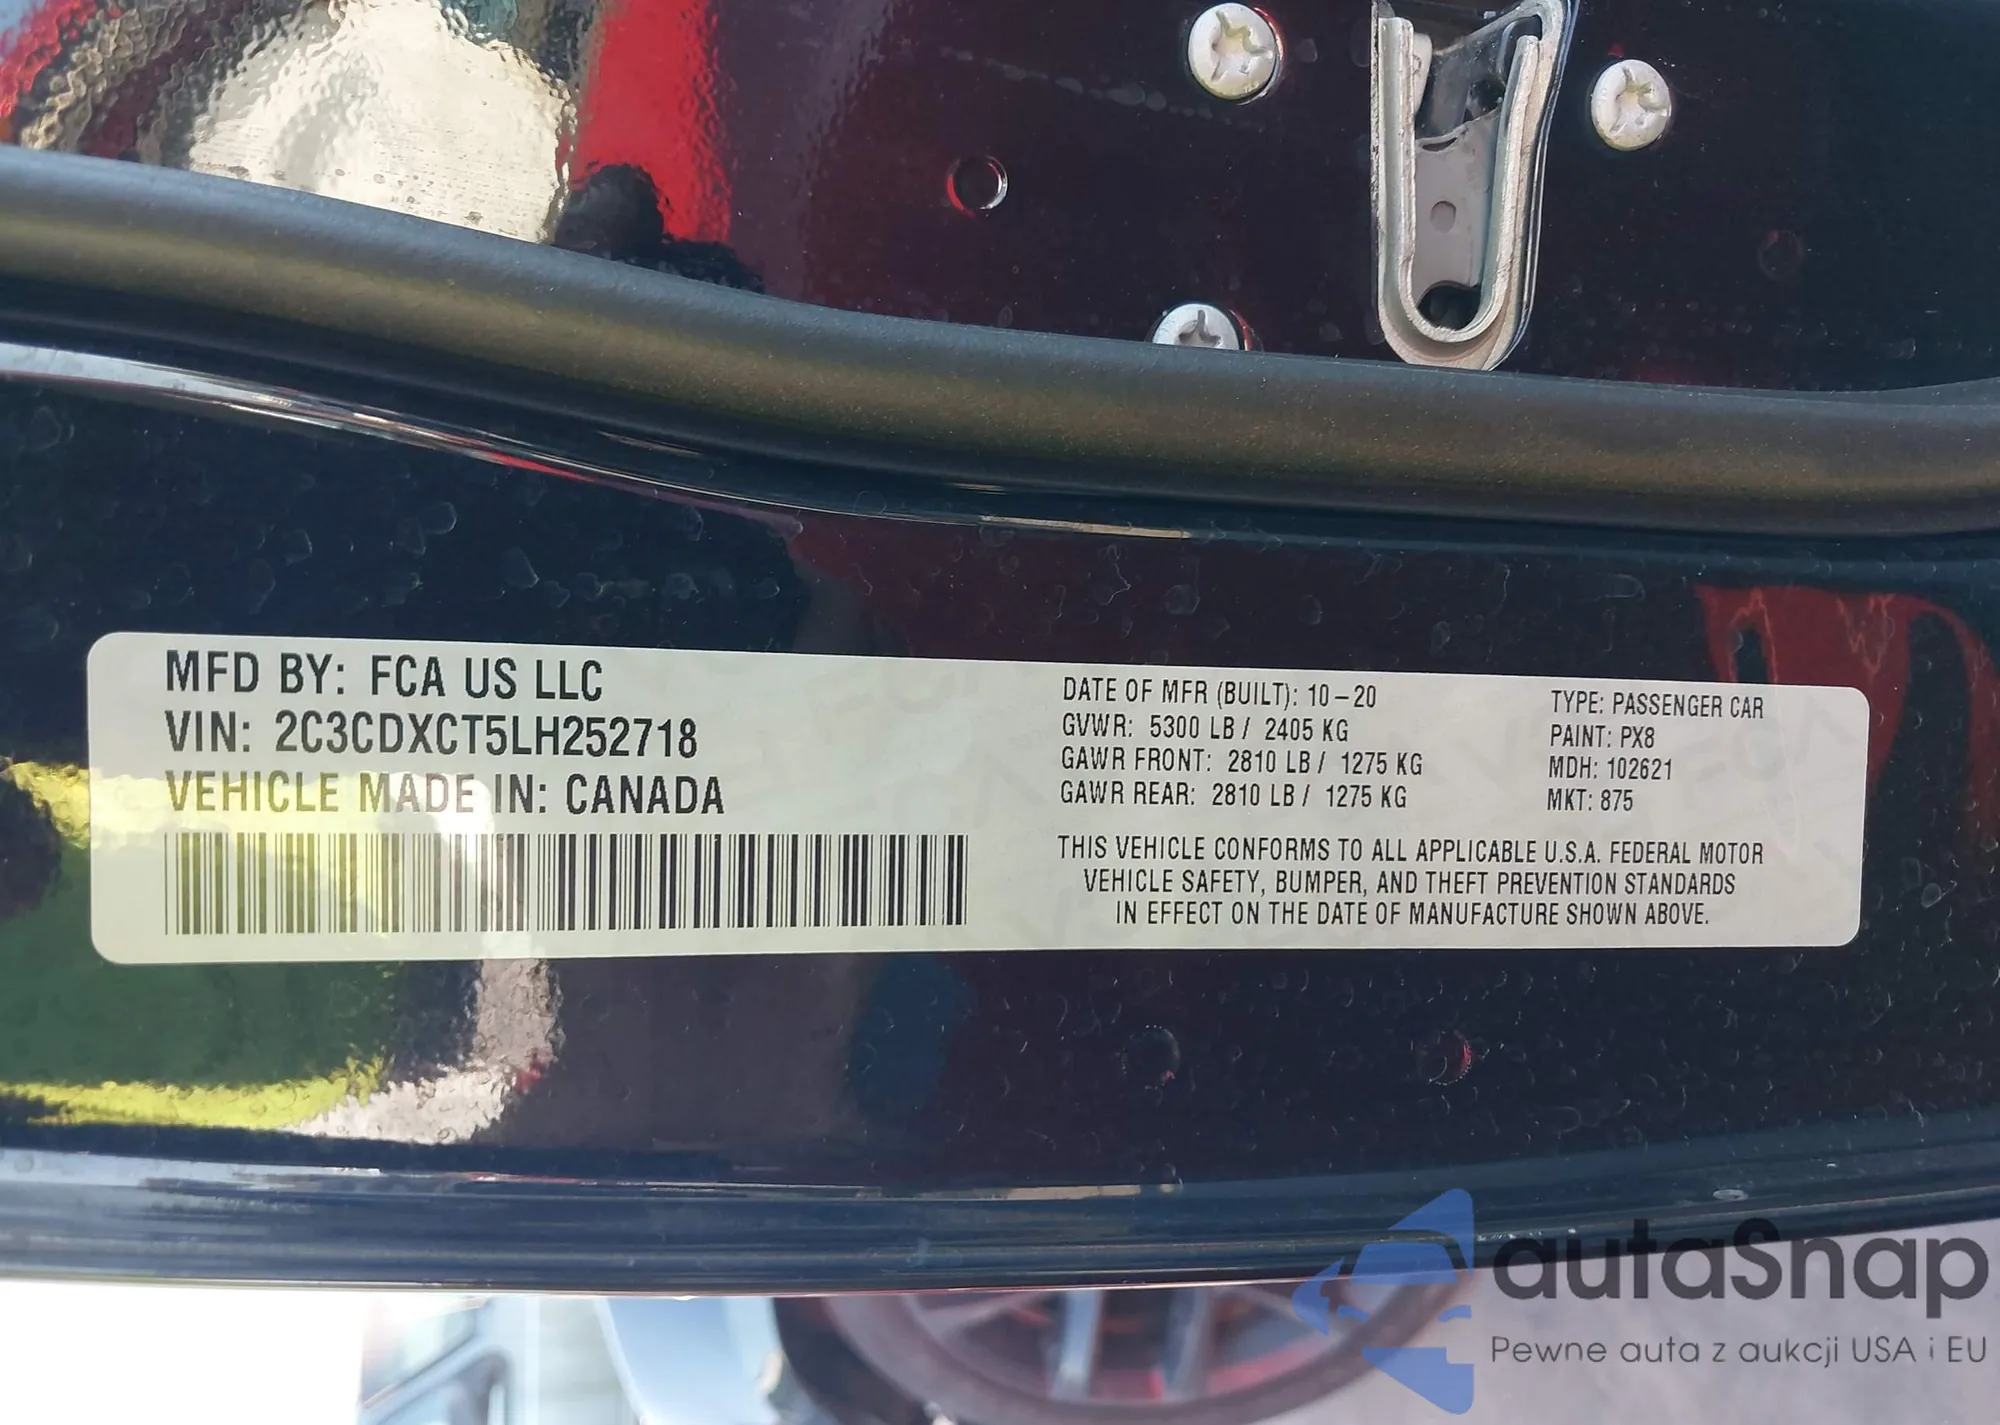 MFD BY: FCA US LLC
VIN: 2C3CDXCT5LH252718
VEHICLE MADE IN: CANADA
DATE OF MFR (BUILT): 10-20
GVWR: 5300 LB / 2405 KG
GAWR FRONT: 2810 LB / 1275 KG
GAWR REAR: 2810 LB / 1275 KG
TYPE: PASSENGER CAR
PAINT: PX8
MDH: 102621
MKT: 875
THIS VEHICLE CONFORMS TO ALL APPLICABLE U.S.A. FEDERAL MOTOR
VEHICLE SAFETY, BUMPER, AND THEFT PREVENTION STANDARDS
IN EFFECT ON THE DATE OF MANUFACTURE SHOWN ABOVE.
autaSnap
Pewne auta z aukcji USA i EU